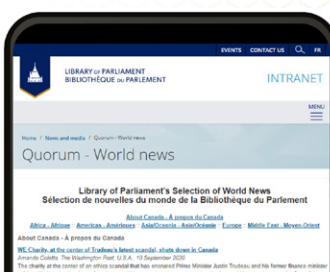 EVENTS CONTACT US FR
LIBRARY OF PARLIAMENT
BIBLIOTHÈQUE DU PARLEMENT
INTRANET
MENU
Home / News and media / Quorum - World news
Quorum - World news
Library of Parliament's Selection of World News
Sélection de nouvelles du monde de la Bibliothèque du Parlement
About Canada - À propos du Canada
Africa - Afrique - Americas - Amériques - Asia/Oceania - Asie/Océanie - Europe - Middle East - Moyen-Orient
About Canada - À propos du Canada
WE Charity, at the center of Trudeau's latest scandal, shuts down in Canada
Amanda Coletta, The Washington Post, U.S.A., 10 September 2020
The charity at the center of an ethics scandal that has ensnared Prime Minister Justin Trudeau and his former finance minister